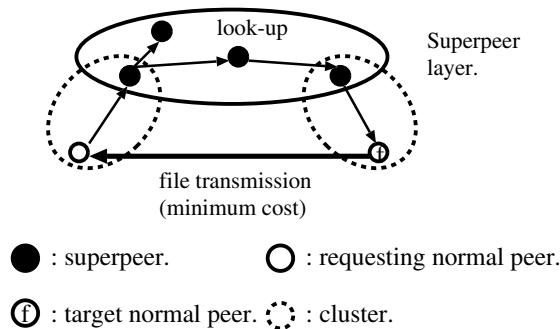 look-up
Superpeer
layer.
f
file transmission
(minimum cost)
: superpeer.
: requesting normal peer.
f : target normal peer.
: cluster.